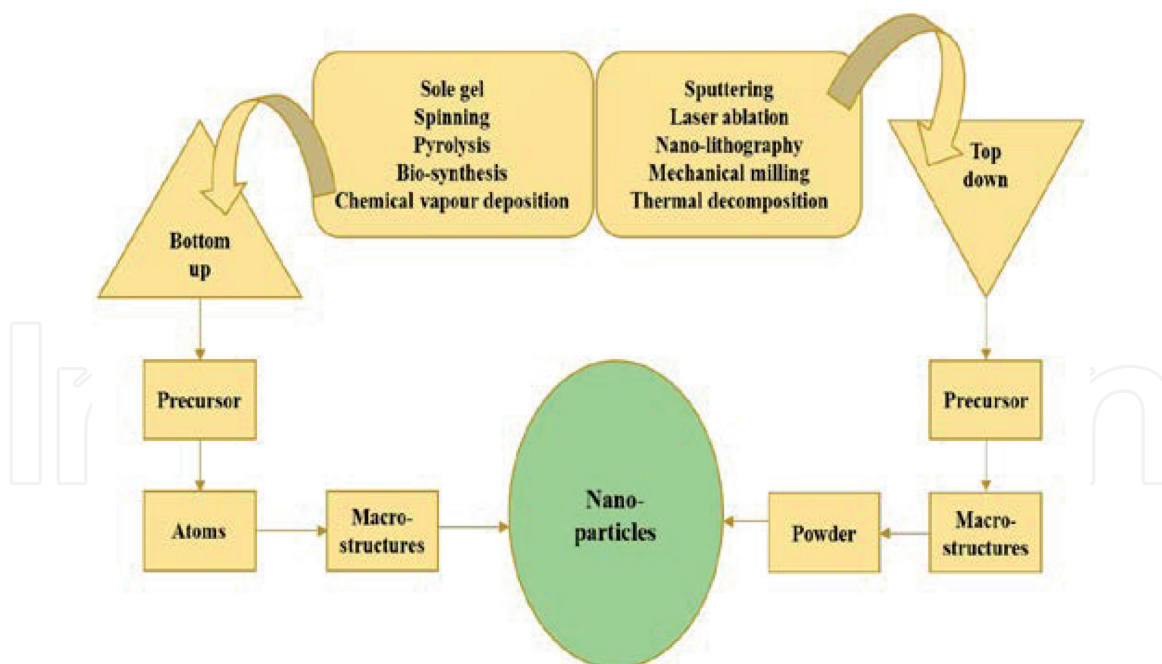 Sole gel
Spinning
Pyrolysis
Bio-synthesis
Chemical vapour deposition
Sputtering
Laser ablation
Nano-lithography
Mechanical milling
Thermal decomposition
Bottom
up
Top
down
Precursor
Atoms
Macro-
structures
Nano-
particles
Precursor
Macro-
structures
Powder